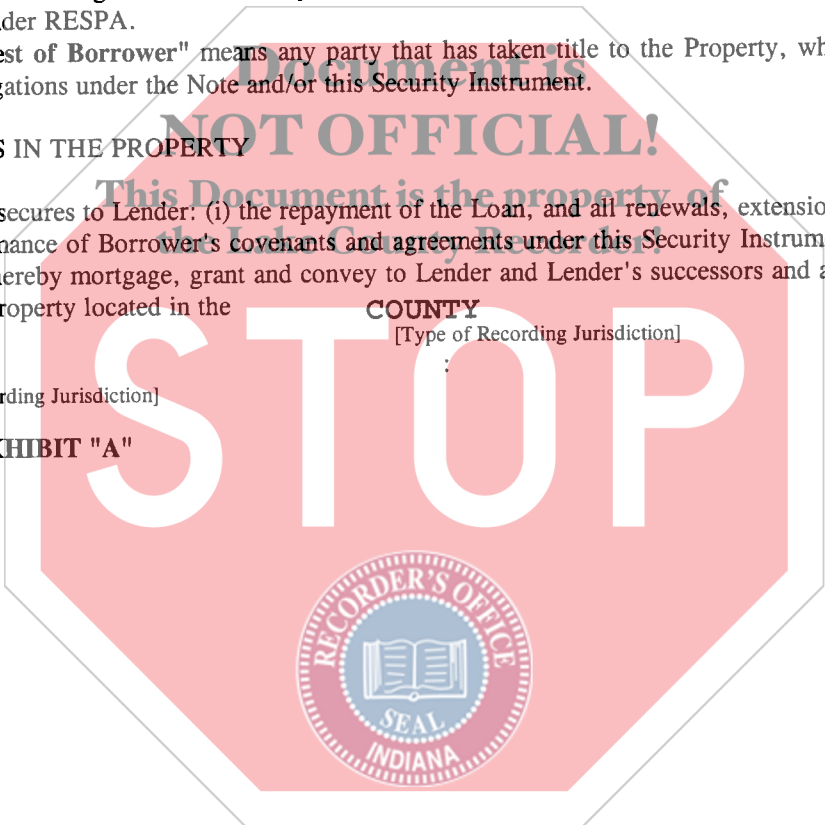 der RESPA.
est of Borrower" means any party that has taken title to the Property, wh
gations under the Note and/or this Security Instrument.
Document is
NOT OFFICIAL!
S IN THE PROPERTY
This Document is the property of
the Lake County Recorder!
secures to Lender: (i) the repayment of the Loan, and all renewals, extensio
nance of Borrower's covenants and agreements under this Security Instrum
ereby mortgage, grant and convey to Lender and Lender's successors and a
roperty located in the COUNTY
[Type of Recording Jurisdiction]
:
rding Jurisdiction]
XHIBIT "A"
STOP
RECORDER'S OFFICE
SEAL
INDIANA